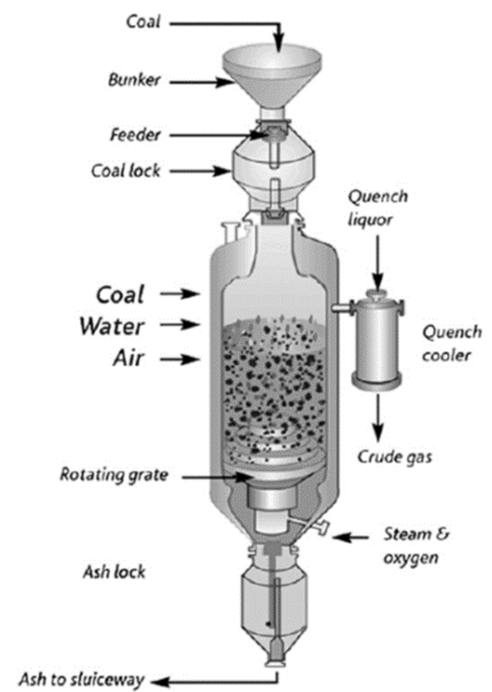 Coal
Bunker
Feeder
Coal lock
Quench
liquor
Coal
Water
Air
Quench
cooler
Crude gas
Rotating grate
Steam &
oxygen
Ash lock
Ash to sluiceway